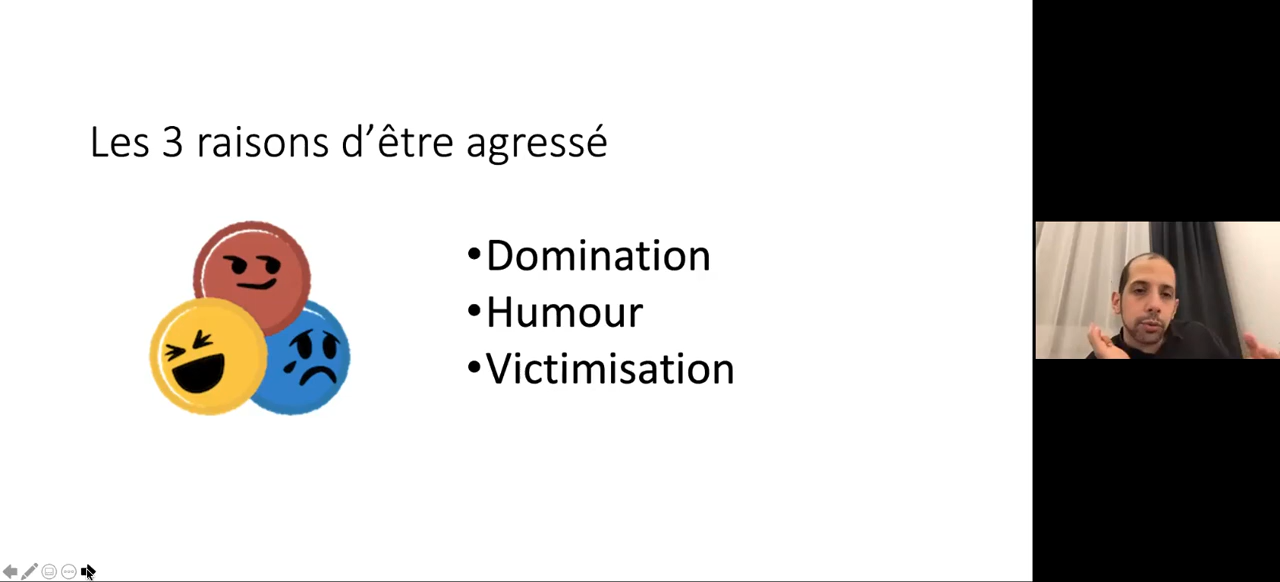 Les 3 raisons d’être agressé
•Domination
•Humour
•Victimisation